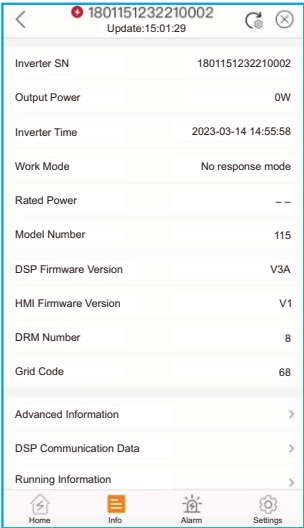 1801151232210002
Update:15:01:29
Inverter SN 1801151232210002
Output Power 0W
Inverter Time 2023-03-14 14:55:58
Work Mode No response mode
Rated Power – –
Model Number 115
DSP Firmware Version V3A
HMI Firmware Version V1
DRM Number 8
Grid Code 68
Advanced Information
DSP Communication Data
Running Information
Home Info Alarm Settings